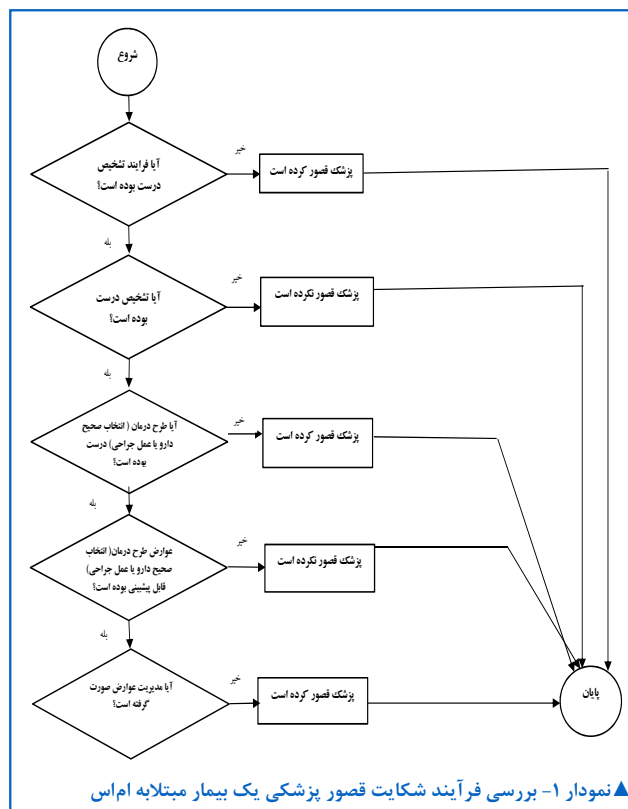 شروع
آیا فرایند تشخیص
درست بوده است؟
خیر
پزشک قصور کرده است
بله
آیا تشخیص درست
بوده است؟
خیر
پزشک قصور نکرده است
بله
آیا طرح درمان ( انتخاب صحیح
دارو یا عمل جراحی) درست
بوده است؟
خیر
پزشک قصور کرده است
بله
عوارض طرح درمان( انتخاب
صحیح دارو یا عمل جراحی)
قابل پیشبینی بوده است؟
خیر
پزشک قصور نکرده است
بله
آیا مدیریت عوارض صورت
گرفته است؟
خیر
پزشک قصور کرده است
پایان
▲نمودار ۱- بررسی فرآیند شکایت قصور پزشکی یک بیمار مبتلابه ام‌اس